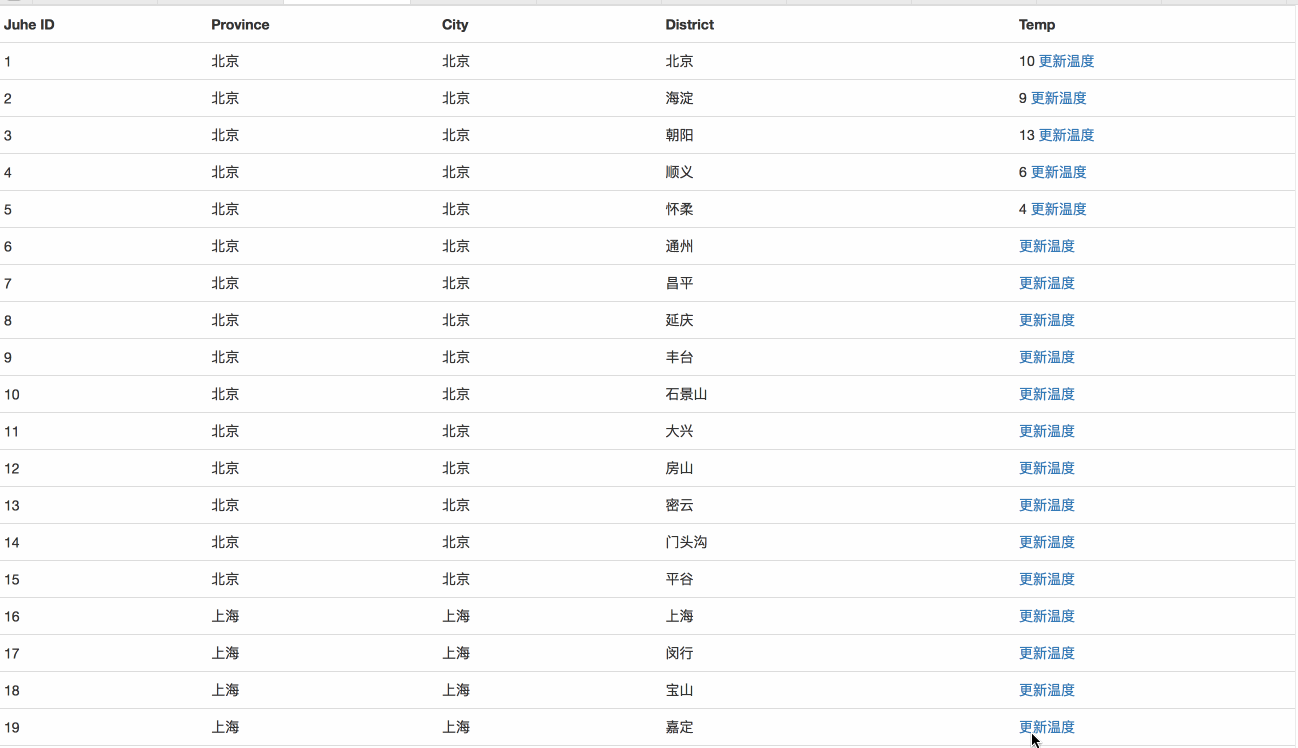 Juhe ID Province City District Temp
1 北京 北京 北京 10 更新温度
2 北京 北京 海淀 9 更新温度
3 北京 北京 朝阳 13 更新温度
4 北京 北京 顺义 6 更新温度
5 北京 北京 怀柔 4 更新温度
6 北京 北京 通州 更新温度
7 北京 北京 昌平 更新温度
8 北京 北京 延庆 更新温度
9 北京 北京 丰台 更新温度
10 北京 北京 石景山 更新温度
11 北京 北京 大兴 更新温度
12 北京 北京 房山 更新温度
13 北京 北京 密云 更新温度
14 北京 北京 门头沟 更新温度
15 北京 北京 平谷 更新温度
16 上海 上海 上海 更新温度
17 上海 上海 闵行 更新温度
18 上海 上海 宝山 更新温度
19 上海 上海 嘉定 更新温度